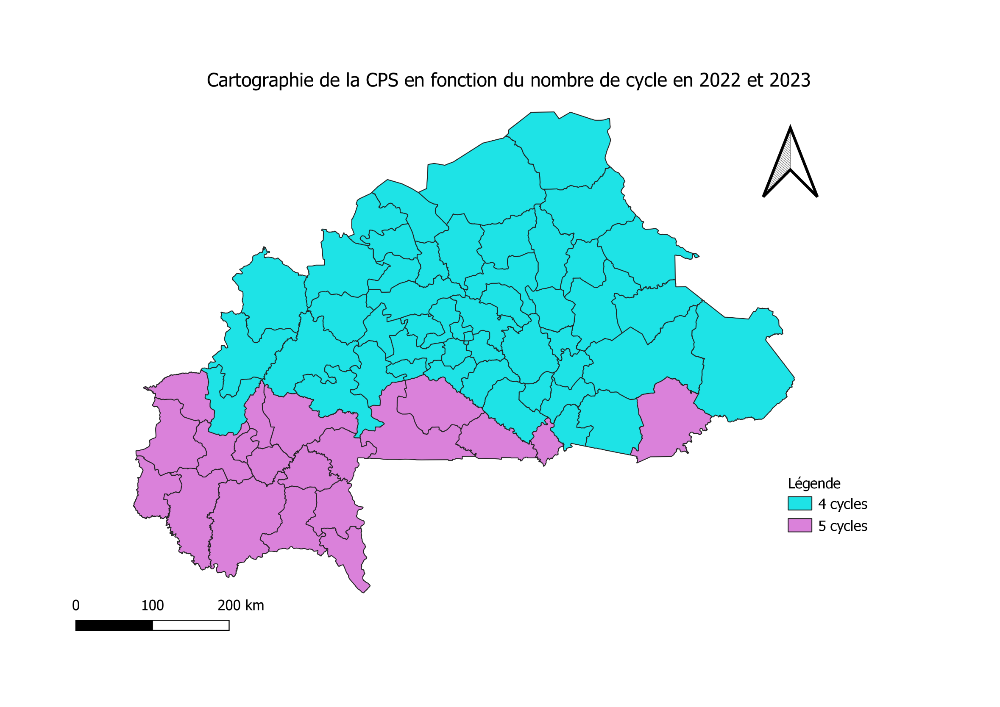 Cartographie de la CPS en fonction du nombre de cycle en 2022 et 2023
Légende
4 cycles
5 cycles
0 100 200 km